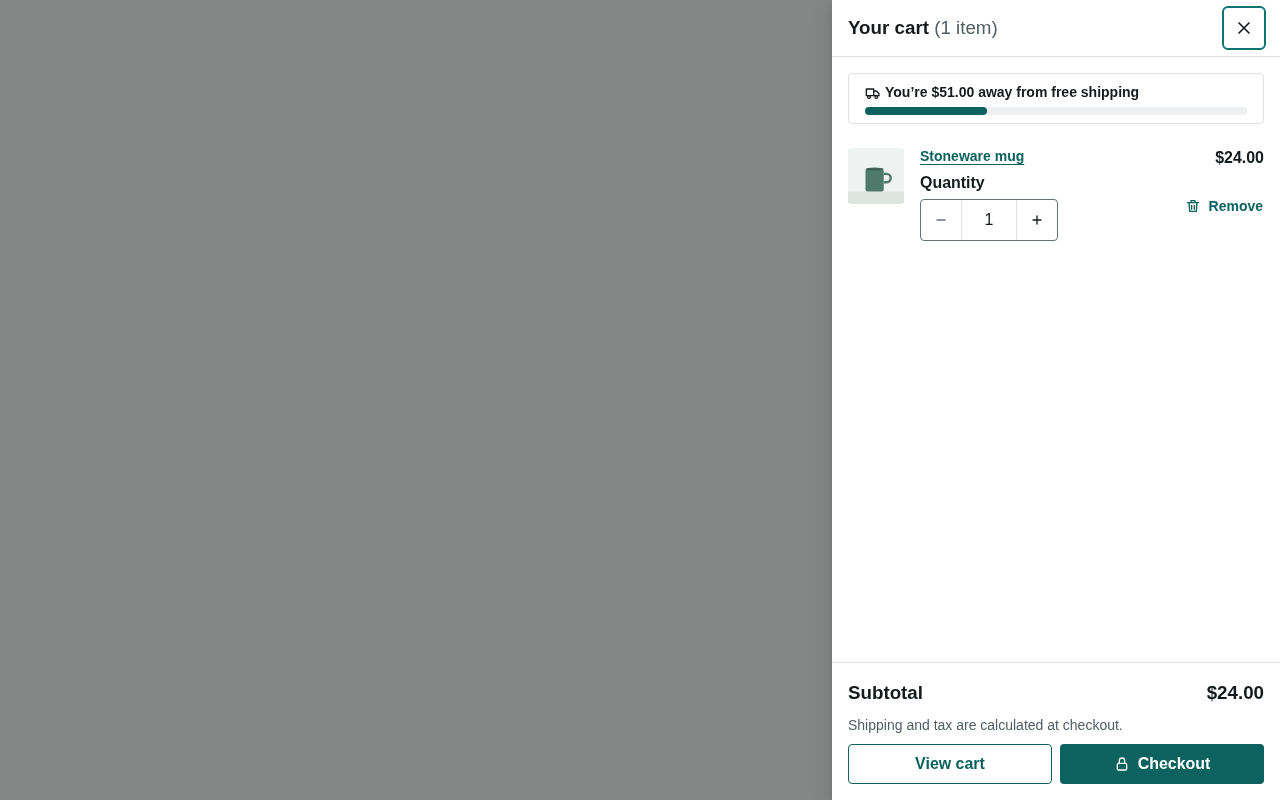 Your cart (1 item)
You’re $51.00 away from free shipping
Stoneware mug
$24.00
Quantity
− 1 +
Remove
Subtotal
$24.00
Shipping and tax are calculated at checkout.
View cart
Checkout